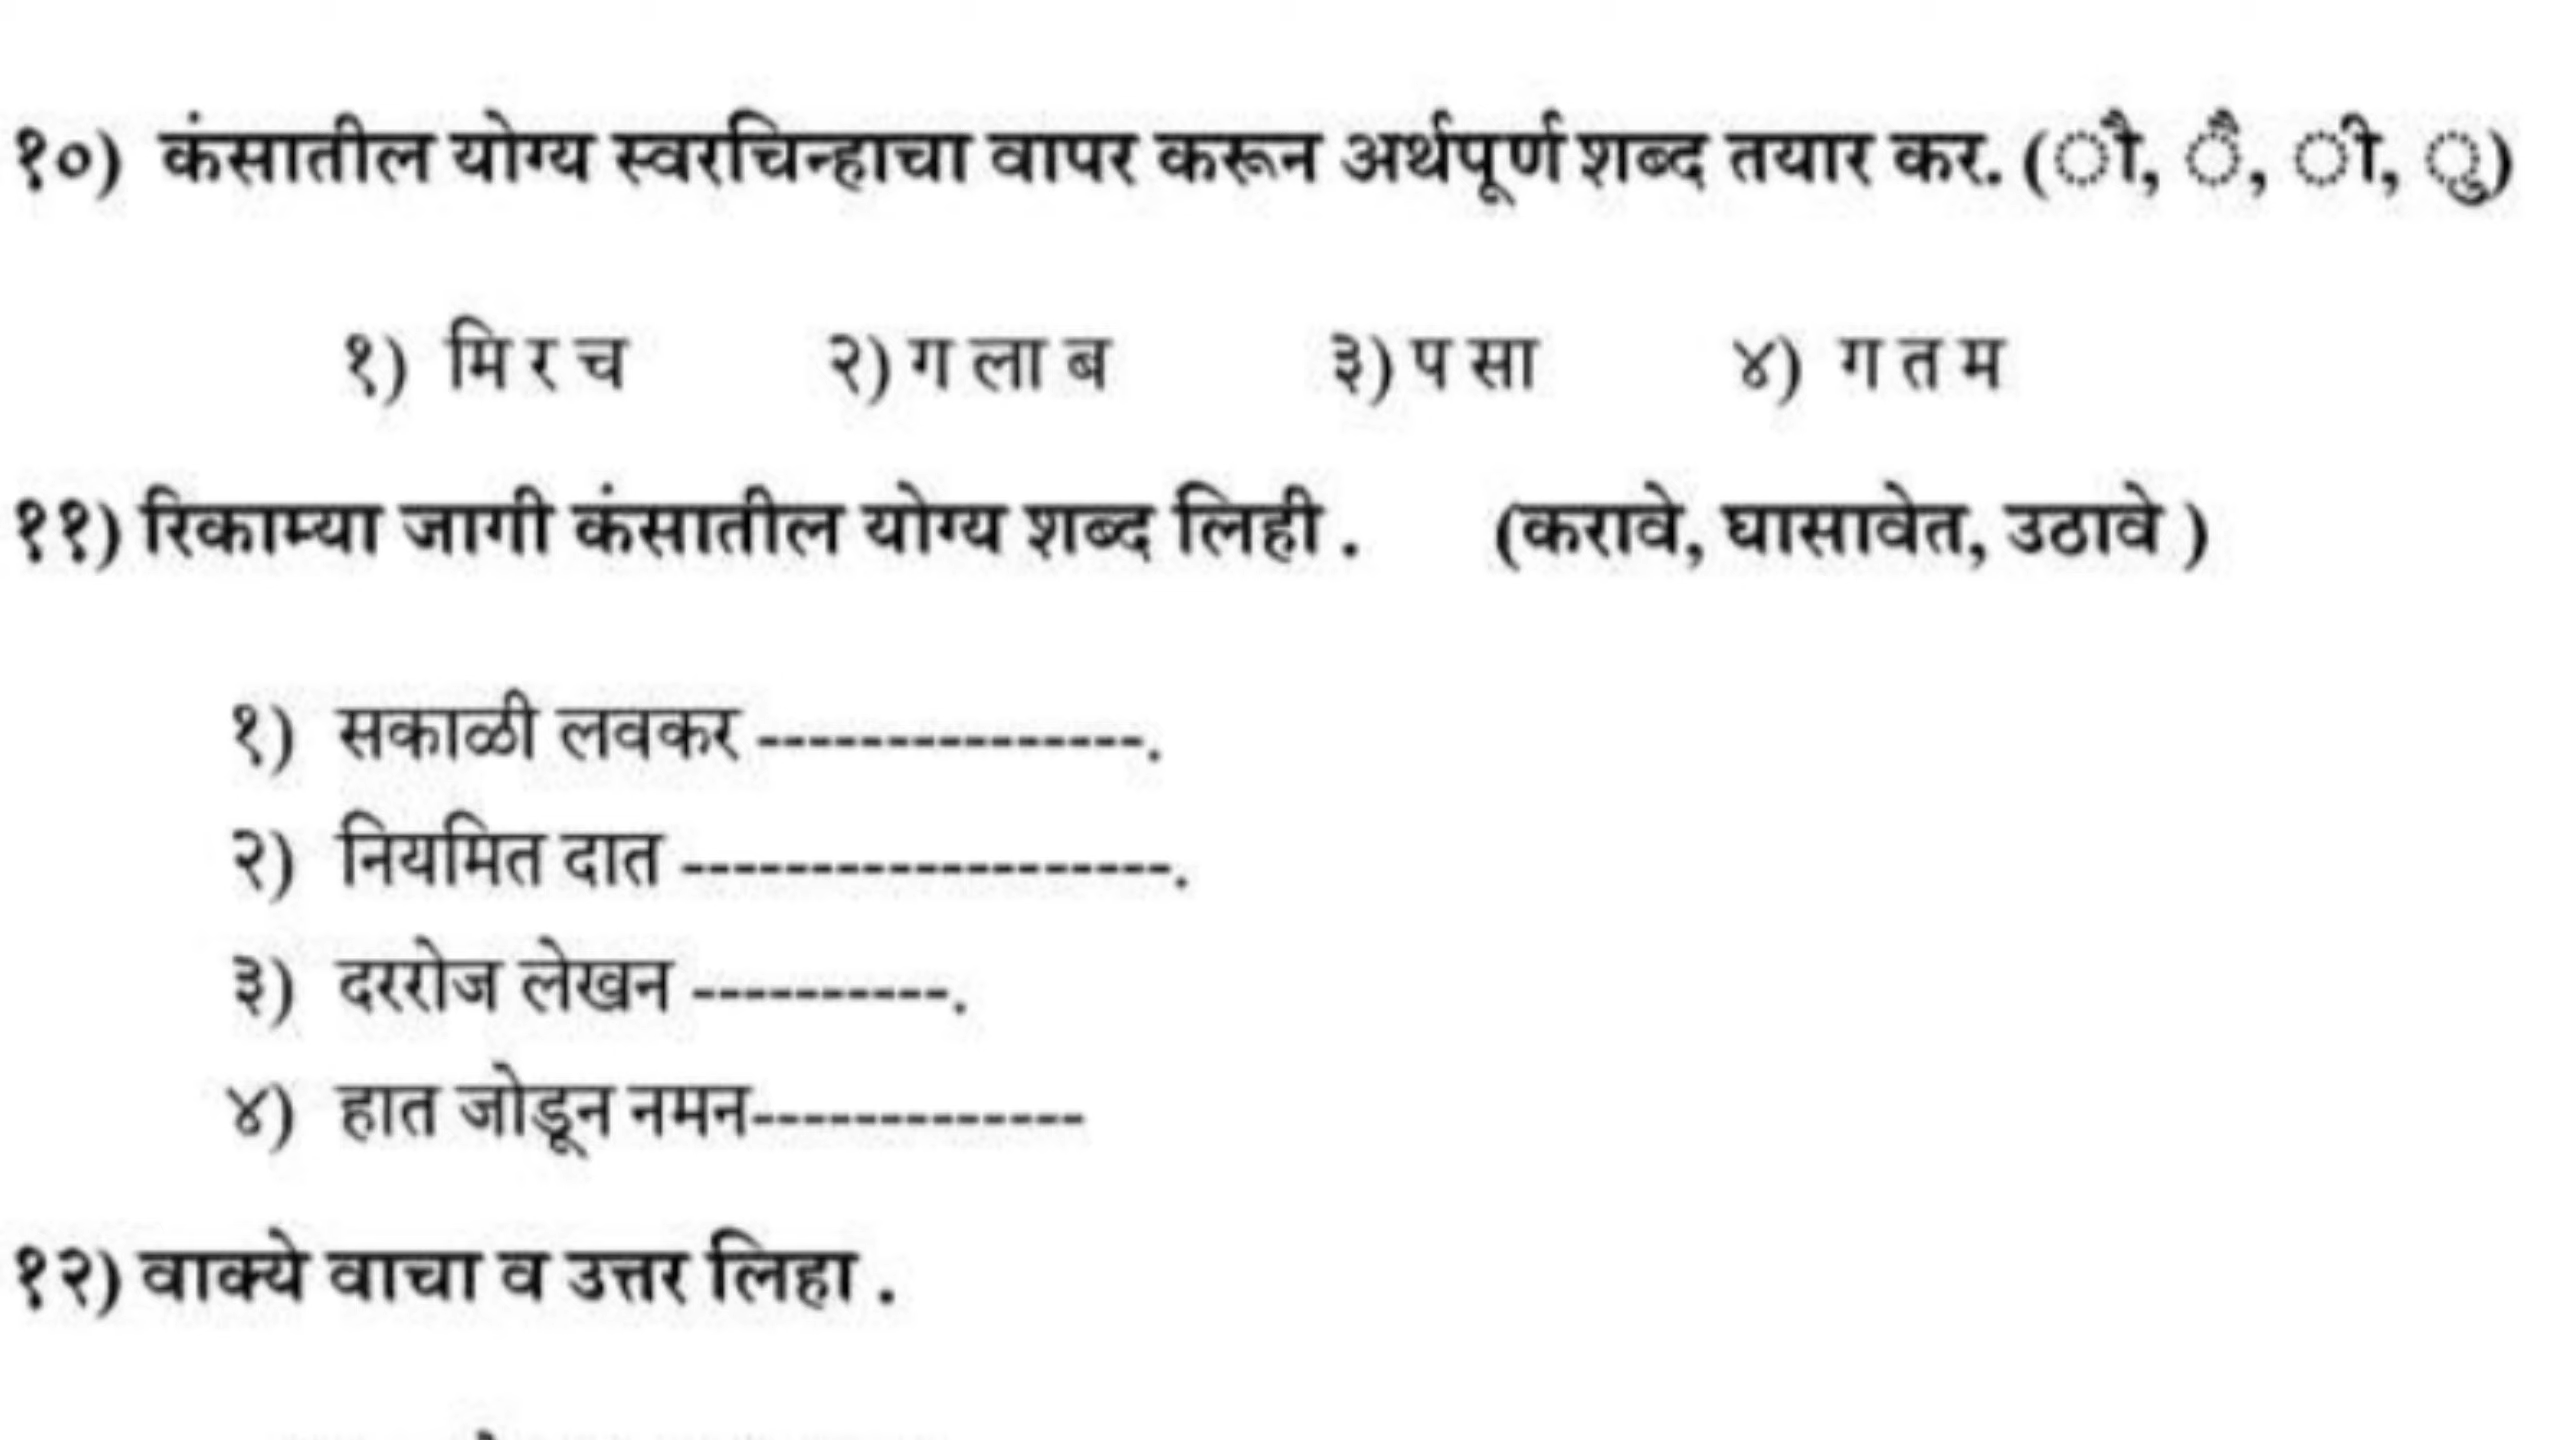 १०) कंसातील योग्य स्वरचिन्हाचा वापर करून अर्थपूर्ण शब्द तयार कर. (ौ, ै, ी, ु)
१) मि र च २) ग ला ब ३) प सा ४) ग त म
११) रिकाम्या जागी कंसातील योग्य शब्द लिही . (करावे, घासावेत, उठावे )
१) सकाळी लवकर ---------------.
२) नियमित दात -------------------.
३) दररोज लेखन ----------.
४) हात जोडून नमन-------------
१२) वाक्ये वाचा व उत्तर लिहा .